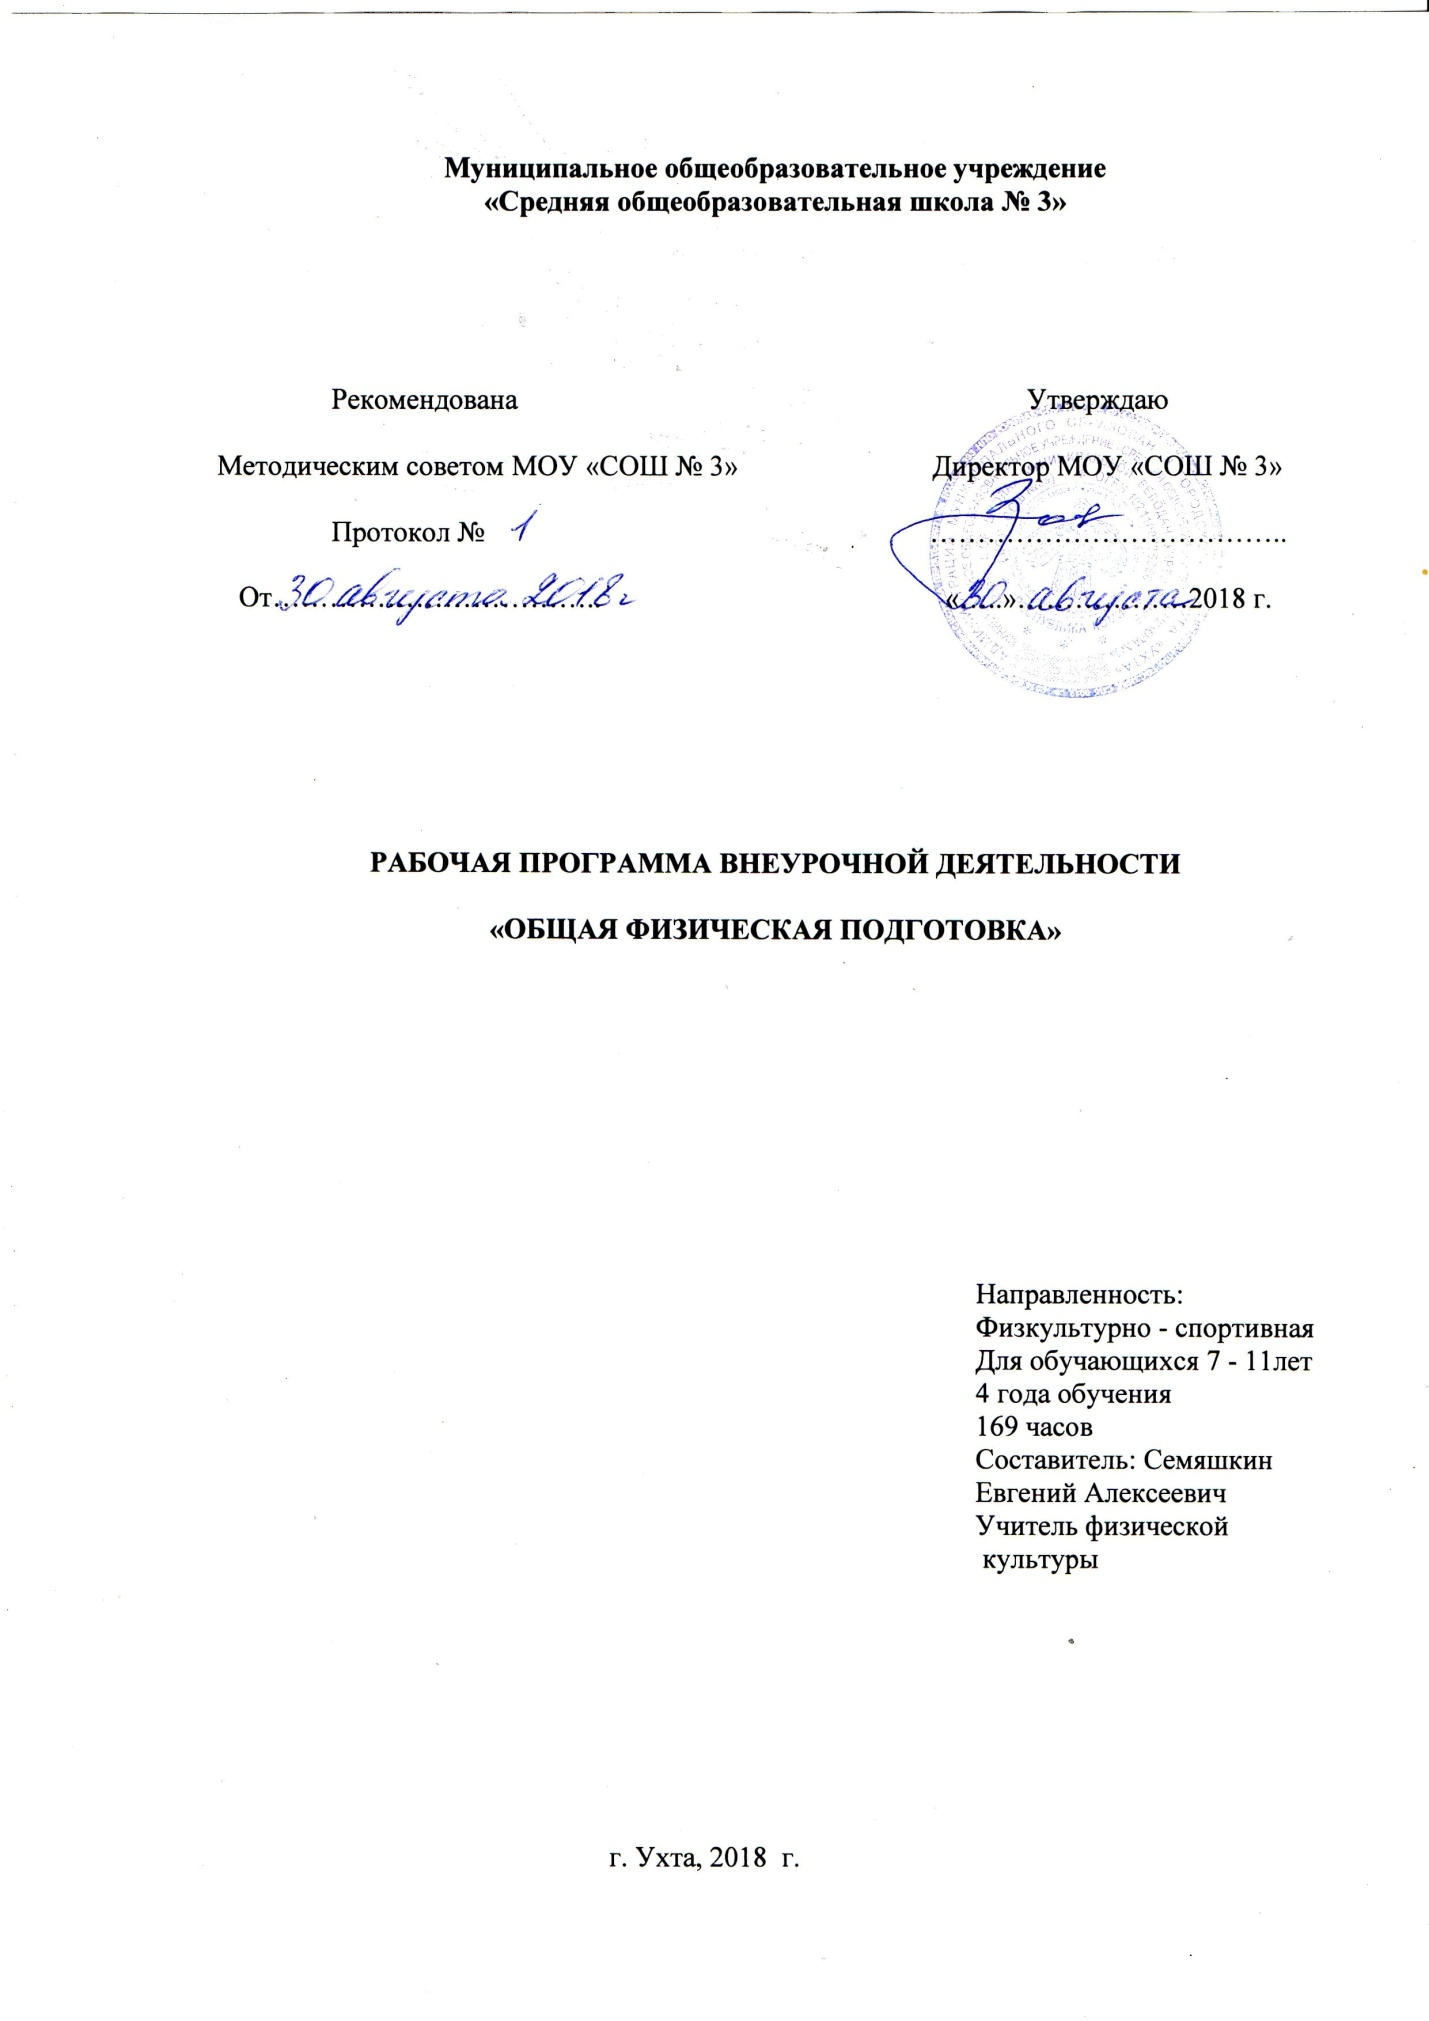 Муниципальное общеобразовательное учреждение
«Средняя общеобразовательная школа № 3»
Рекомендована
Утверждаю
Методическим советом МОУ «СОШ № 3»
Директор МОУ «СОШ № 3»
Протокол № 1
От 30 августа 2018 г
«30» августа 2018 г.
РАБОЧАЯ ПРОГРАММА ВНЕУРОЧНОЙ ДЕЯТЕЛЬНОСТИ
«ОБЩАЯ ФИЗИЧЕСКАЯ ПОДГОТОВКА»
Направленность:
Физкультурно - спортивная
Для обучающихся 7 - 11лет
4 года обучения
169 часов
Составитель: Семяшкин
Евгений Алексеевич
Учитель физической
культуры
г. Ухта, 2018 г.